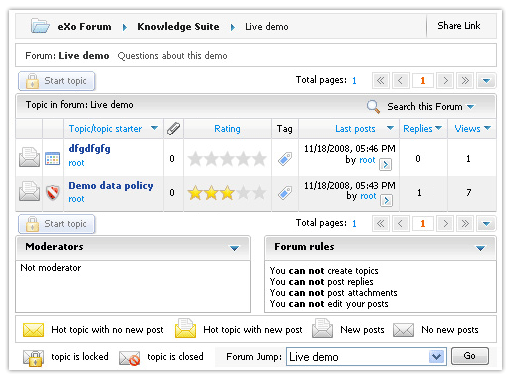 eXo Forum Knowledge Suite Live demo Share Link
Forum: Live demo Questions about this demo
Start topic Total pages: 1 1
Topic in forum: Live demo Search this Forum
Topic/topic starter Rating Tag Last posts Replies Views
dfgdfgfg 0 11/18/2008, 05:46 PM 0 1
root by root
Demo data policy 0 11/18/2008, 05:43 PM 1 7
root by root
Start topic Total pages: 1 1
Moderators Forum rules
Not moderator
You can not create topics
You can not post replies
You can not post attachments
You can not edit your posts
Hot topic with no new post Hot topic with new post New posts No new posts
topic is locked topic is closed Forum Jump: Live demo Go